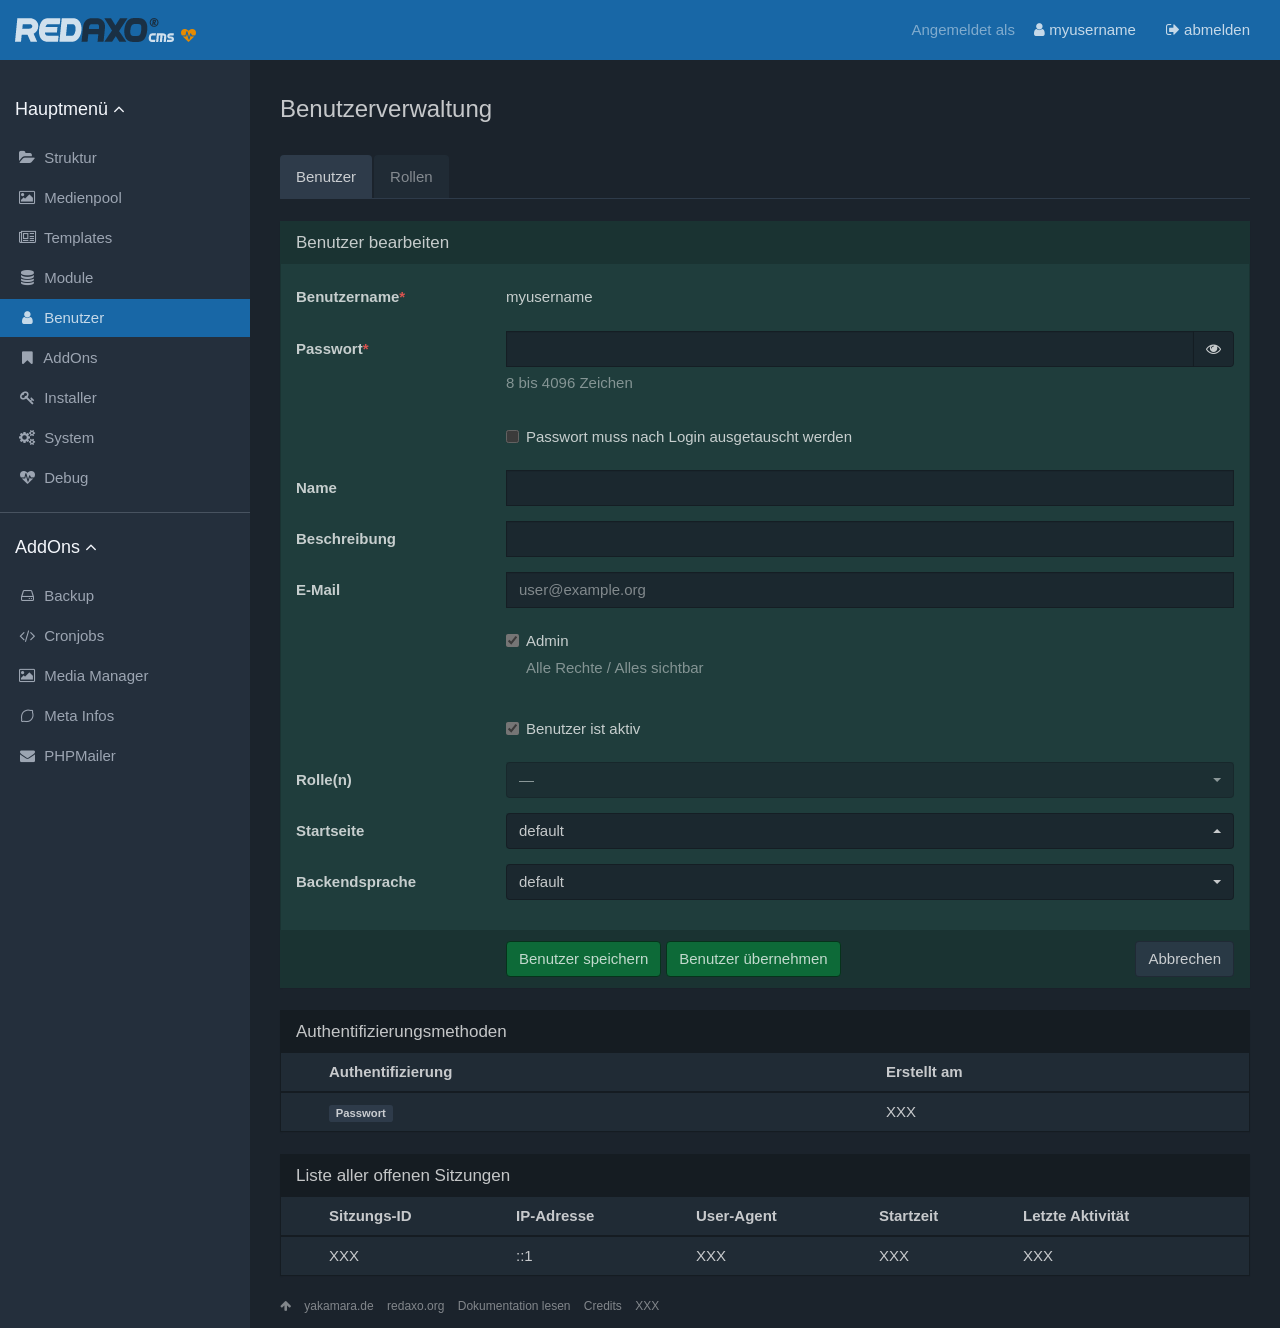 REDAXO® cms
Angemeldet als myusername abmelden
Hauptmenü
Struktur
Medienpool
Templates
Module
Benutzer
AddOns
Installer
System
Debug
AddOns
Backup
Cronjobs
Media Manager
Meta Infos
PHPMailer
Benutzerverwaltung
Benutzer Rollen
Benutzer bearbeiten
Benutzername* myusername
Passwort*
8 bis 4096 Zeichen
Passwort muss nach Login ausgetauscht werden
Name
Beschreibung
E-Mail user@example.org
Admin
Alle Rechte / Alles sichtbar
Benutzer ist aktiv
Rolle(n) —
Startseite default
Backendsprache default
Benutzer speichern Benutzer übernehmen Abbrechen
Authentifizierungsmethoden
Authentifizierung Erstellt am
Passwort XXX
Liste aller offenen Sitzungen
Sitzungs-ID IP-Adresse User-Agent Startzeit Letzte Aktivität
XXX ::1 XXX XXX XXX
yakamara.de redaxo.org Dokumentation lesen Credits XXX